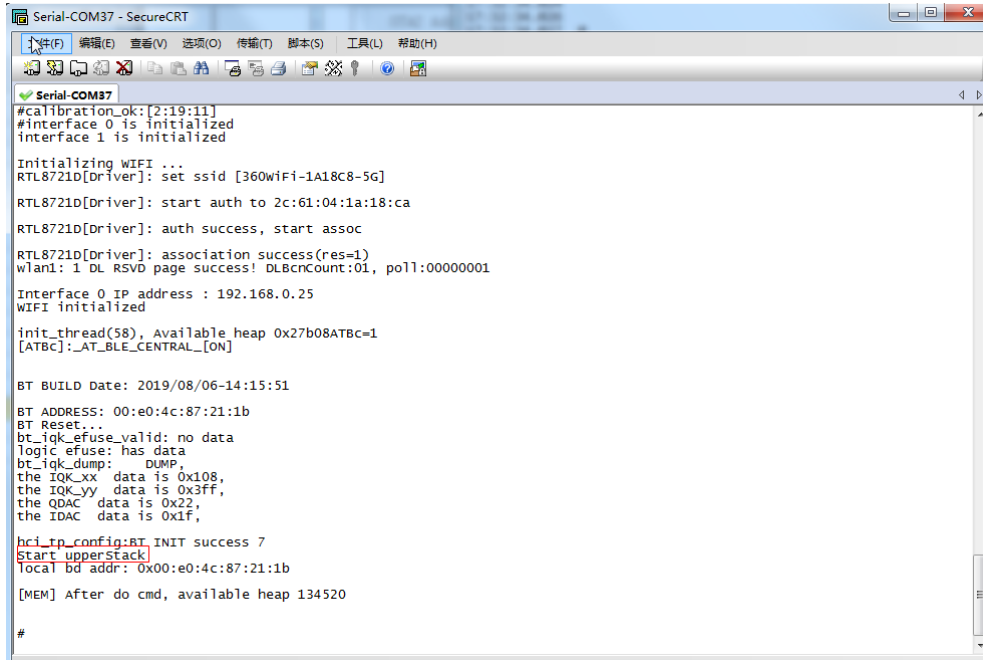 Serial-COM37 - SecureCRT
文件(F) 编辑(E) 查看(V) 选项(O) 传输(T) 脚本(S) 工具(L) 帮助(H)
Serial-COM37
#calibration_ok:[2:19:11]
#interface 0 is initialized
interface 1 is initialized
Initializing WIFI ...
RTL8721D[Driver]: set ssid [360WiFi-1A18C8-5G]
RTL8721D[Driver]: start auth to 2c:61:04:1a:18:ca
RTL8721D[Driver]: auth success, start assoc
RTL8721D[Driver]: association success(res=1)
wlan1: 1 DL RSVD page success! DLBcnCount:01, poll:00000001
Interface 0 IP address : 192.168.0.25
WIFI initialized
init_thread(58), Available heap 0x27b08ATBc=1
[ATBc]:_AT_BLE_CENTRAL_[ON]
BT BUILD Date: 2019/08/06-14:15:51
BT ADDRESS: 00:e0:4c:87:21:1b
BT Reset...
bt_iqk_efuse_valid: no data
logic efuse: has data
bt_iqk_dump:    DUMP,
the IQK_xx  data is 0x108,
the IQK_yy  data is 0x3ff,
the QDAC  data is 0x22,
the IDAC  data is 0x1f,
hci_tp_config:BT INIT success 7
Start upperStack
local bd addr: 0x00:e0:4c:87:21:1b
[MEM] After do cmd, available heap 134520
#